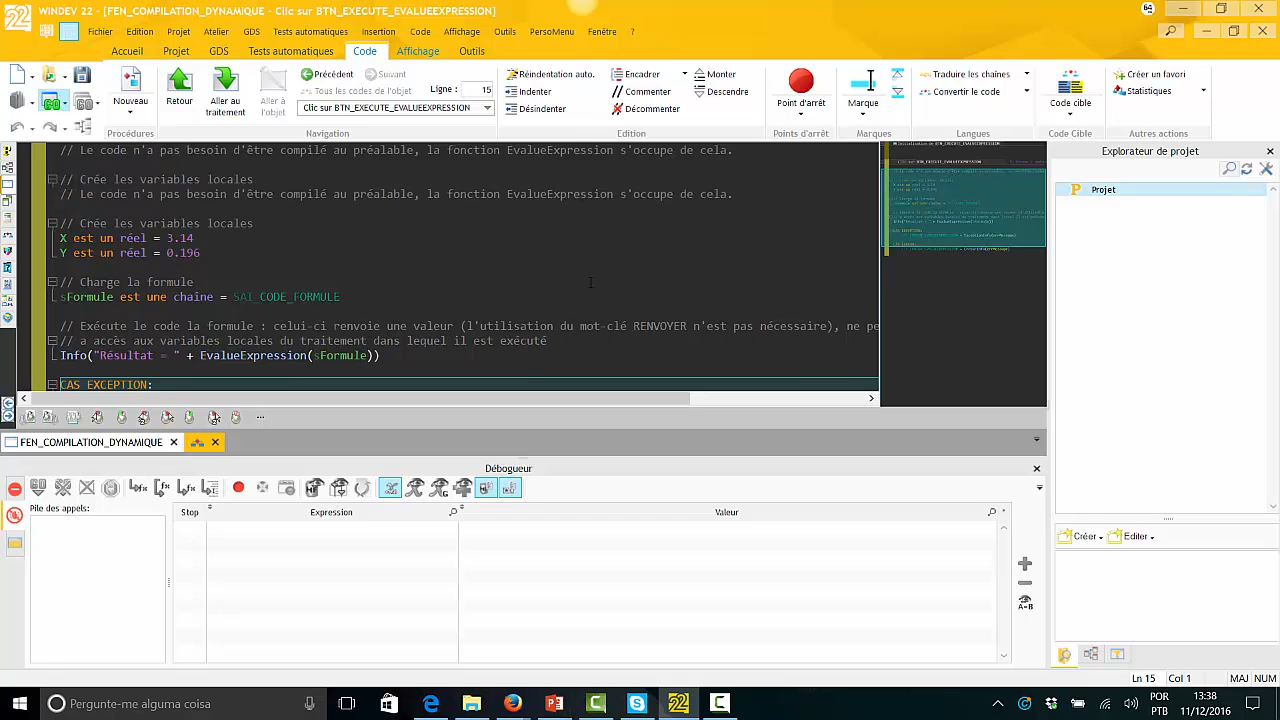 WINDEV 22 - [FEN_COMPILATION_DYNAMIQUE - Clic sur BTN_EXECUTE_EVALUEEXPRESSION]
64
Fichier Edition Projet Atelier GDS Tests automatiques Insertion Code Affichage Outils PersoMenu Fenêtre ?
Accueil Projet GDS Tests automatiques Code Affichage Outils
Nouveau
Procédures
Retour
Aller au traitement
Aller à l'objet
Précédent Suivant
Tous
Ligne : 15
Clic sur BTN_EXECUTE_EVALUEEXPRESSION
Navigation
Réindentation auto.
Indenter
Désindenter
Encadrer
Commenter
Décommenter
Monter
Descendre
Edition
Point d'arrêt
Points d'arrêt
Marque
Marques
Traduire les chaînes
Convertir le code
Langues
Code cible
Code Cible
Créer un tori
Statistiques
Autres actions
// Le code n'a pas besoin d'être compilé au préalable, la fonction EvalueExpression s'occupe de cela.
// Crée les variables locales
// Le code n'a pas besoin d'être compilé au préalable, la fonction EvalueExpression s'occupe de cela.
X est un réel = 3.14
Y est un réel = 0.196
// Charge la formule
sFormule est une chaîne = SAI_CODE_FORMULE
// Exécute le code la formule : celui-ci renvoie une valeur (l'utilisation du mot-clé RENVOYER n'est pas nécessaire), ne pe
// a accès aux variables locales du traitement dans lequel il est exécuté
Info("Résultat = " + EvalueExpression(sFormule))
CAS EXCEPTION:
Explorateur de projet
Créer
Editer
FEN_COMPILATION_DYNAMIQUE
Débogueur
Pile des appels:
Stop Expression Valeur
A=B
Ln 15 Col 1 MAJ NUM
Pergunte-me alguma coisa
22
POR
PTB
13:38
11/12/2016